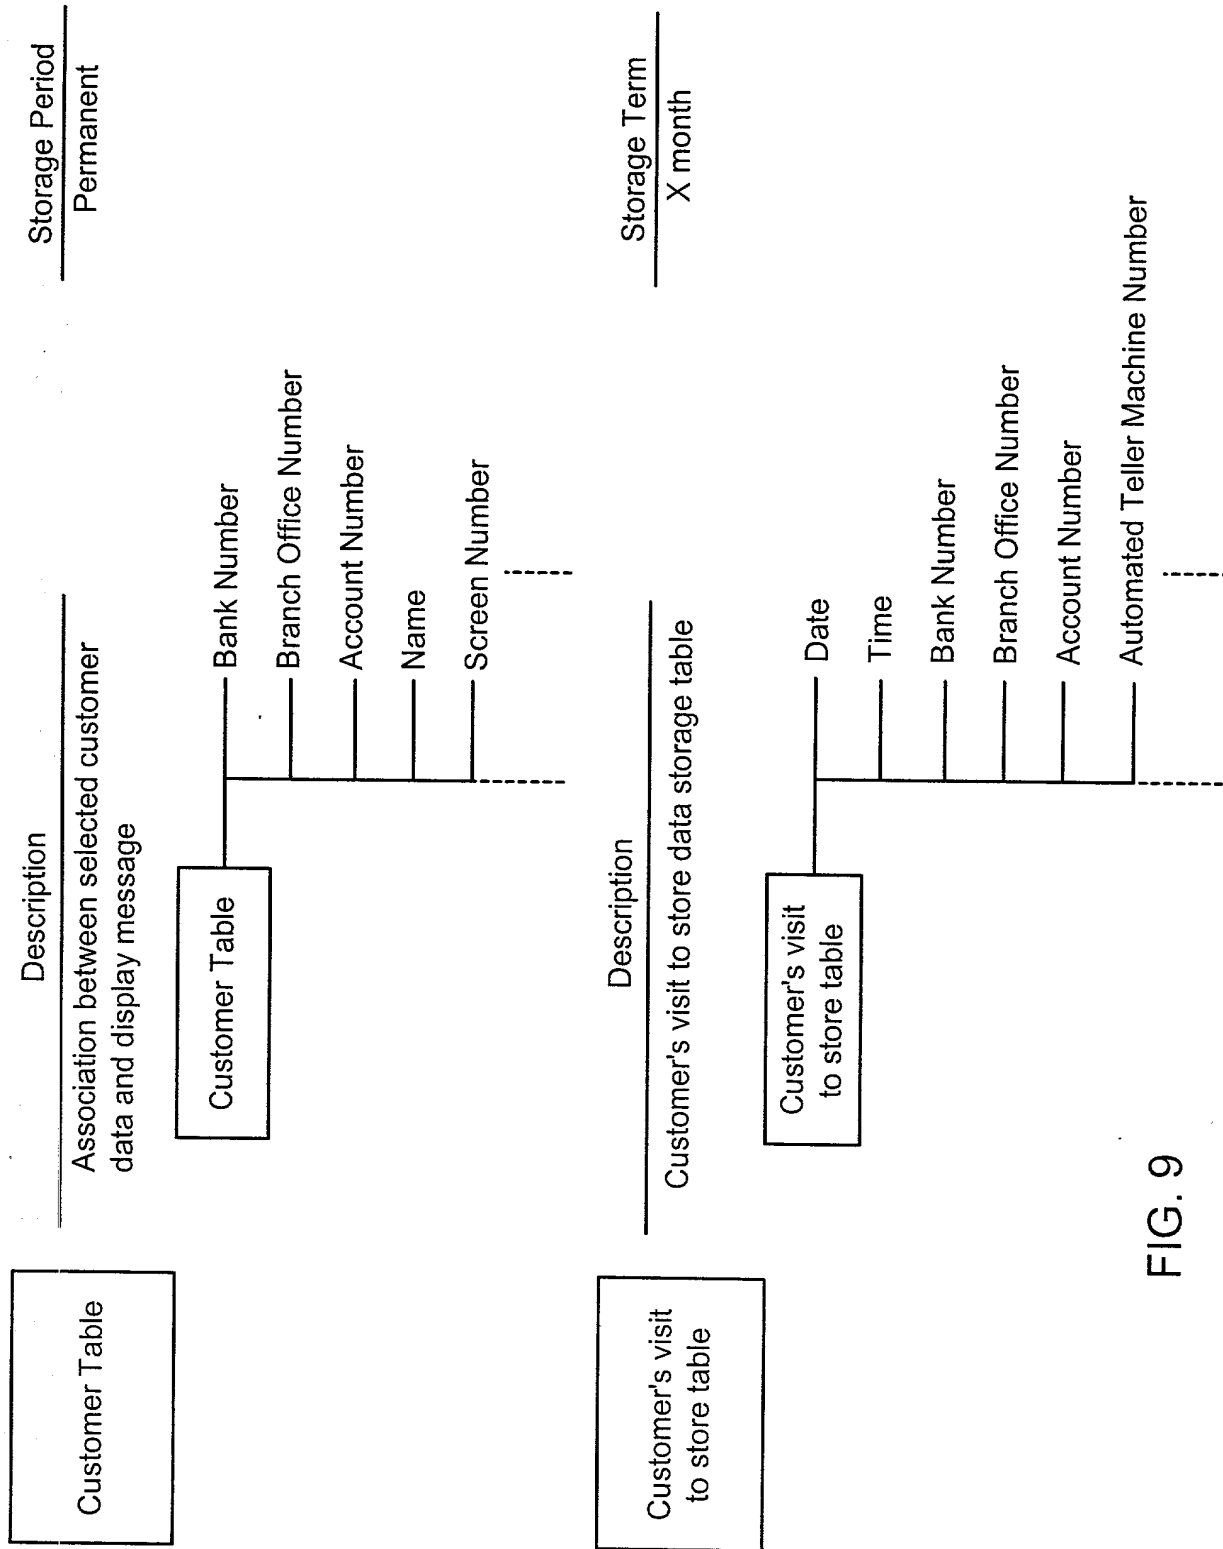 Customer Table
Description
Association between selected customer
data and display message
Storage Period
Permanent
Customer Table
Bank Number
Branch Office Number
Account Number
Name
Screen Number
Customer's visit
to store table
Description
Customer's visit to store data storage table
Storage Term
X month
Customer's visit
to store table
Date
Time
Bank Number
Branch Office Number
Account Number
Automated Teller Machine Number
FIG. 9